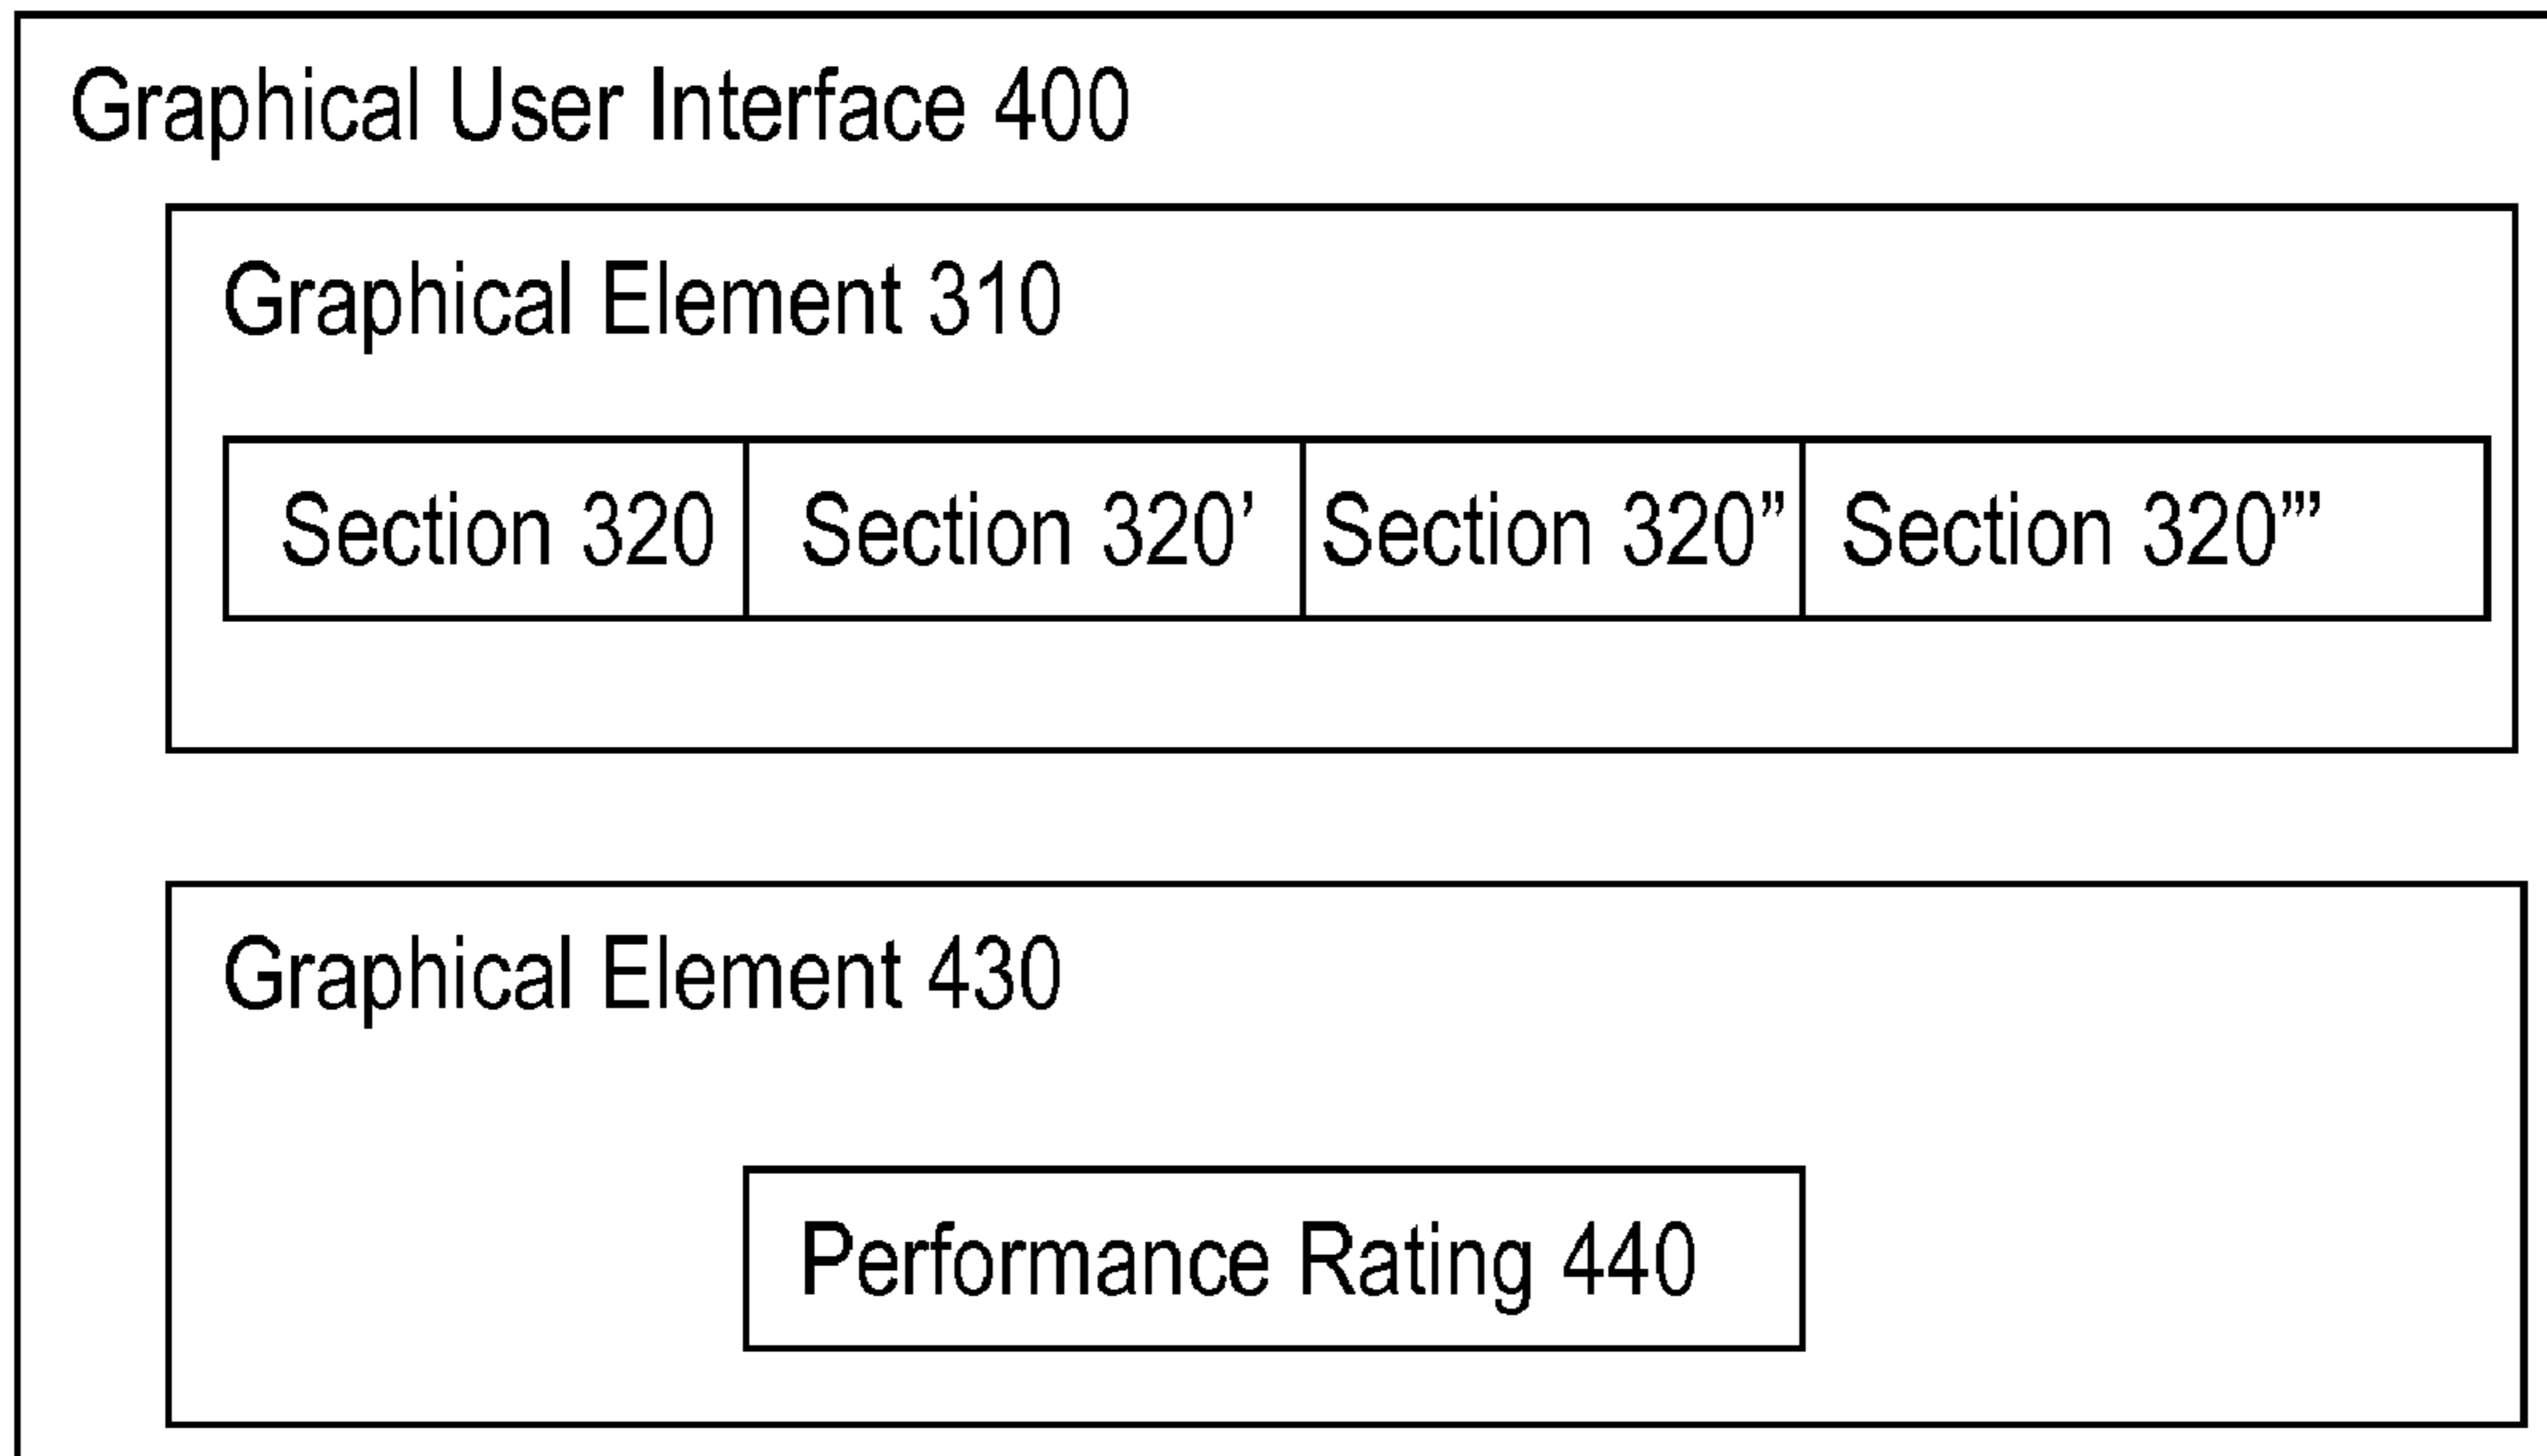 Graphical User Interface 400
Graphical Element 310
Section 320 Section 320’ Section 320” Section 320”’
Graphical Element 430
Performance Rating 440